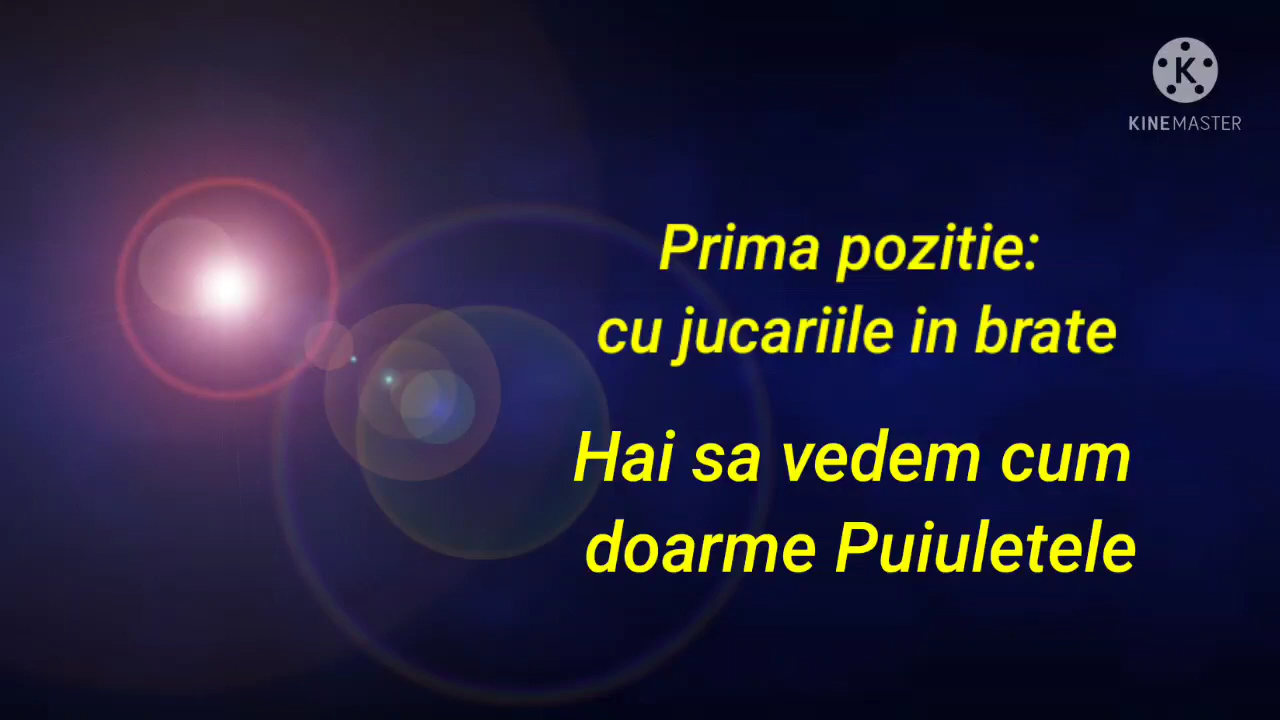 KINEMASTER
Prima pozitie:
cu jucariile in brate
Hai sa vedem cum
doarme Puiuletele